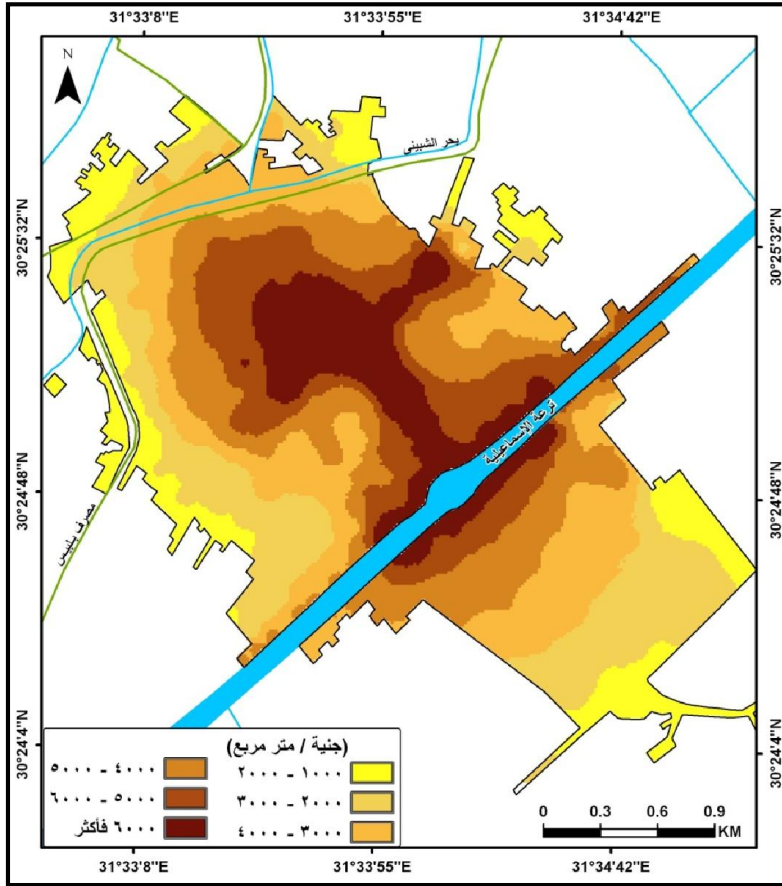 31°33'8"E 31°33'55"E 31°34'42"E
N
بحر الشبيني
30°25'32"N 30°25'32"N
ترعة الاسماعيلية
30°24'48"N 30°24'48"N
مصرف بلبيس
30°24'4"N 30°24'4"N
(جنية / متر مربع)
١٠٠٠ - ٢٠٠٠ ٤٠٠٠ - ٥٠٠٠
٢٠٠٠ - ٣٠٠٠ ٥٠٠٠ - ٦٠٠٠
٣٠٠٠ - ٤٠٠٠ ٦٠٠٠ فأكثر
0 0.3 0.6 0.9
KM
31°33'8"E 31°33'55"E 31°34'42"E